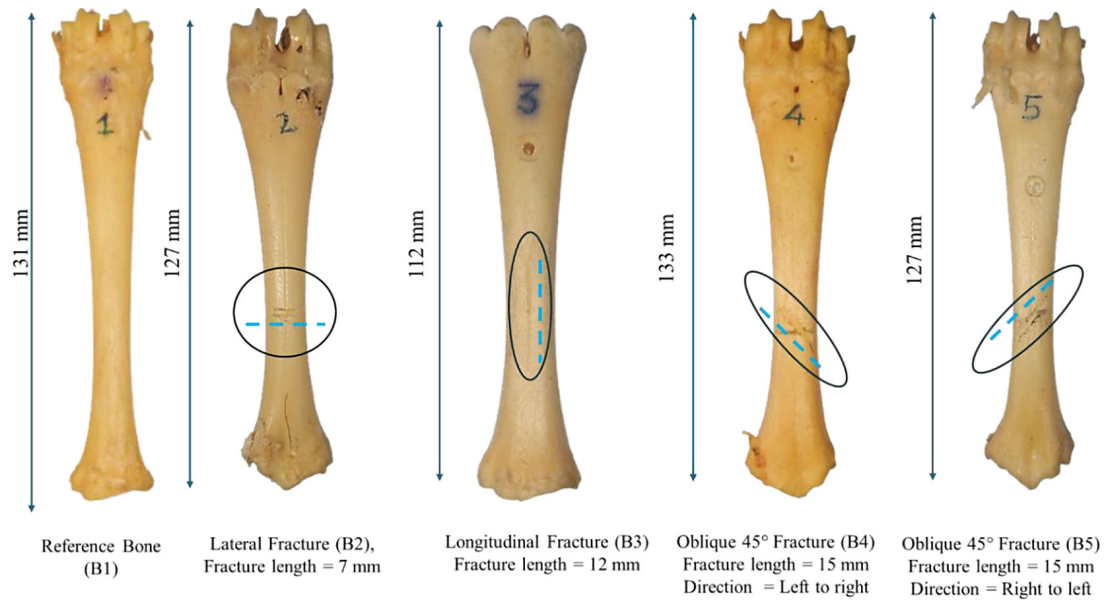 1
2
3
4
5
131 mm
127 mm
112 mm
133 mm
127 mm
Reference Bone
(B1)
Lateral Fracture (B2),
Fracture length = 7 mm
Longitudinal Fracture (B3)
Fracture length = 12 mm
Oblique 45° Fracture (B4)
Fracture length = 15 mm
Direction = Left to right
Oblique 45° Fracture (B5)
Fracture length = 15 mm
Direction = Right to left